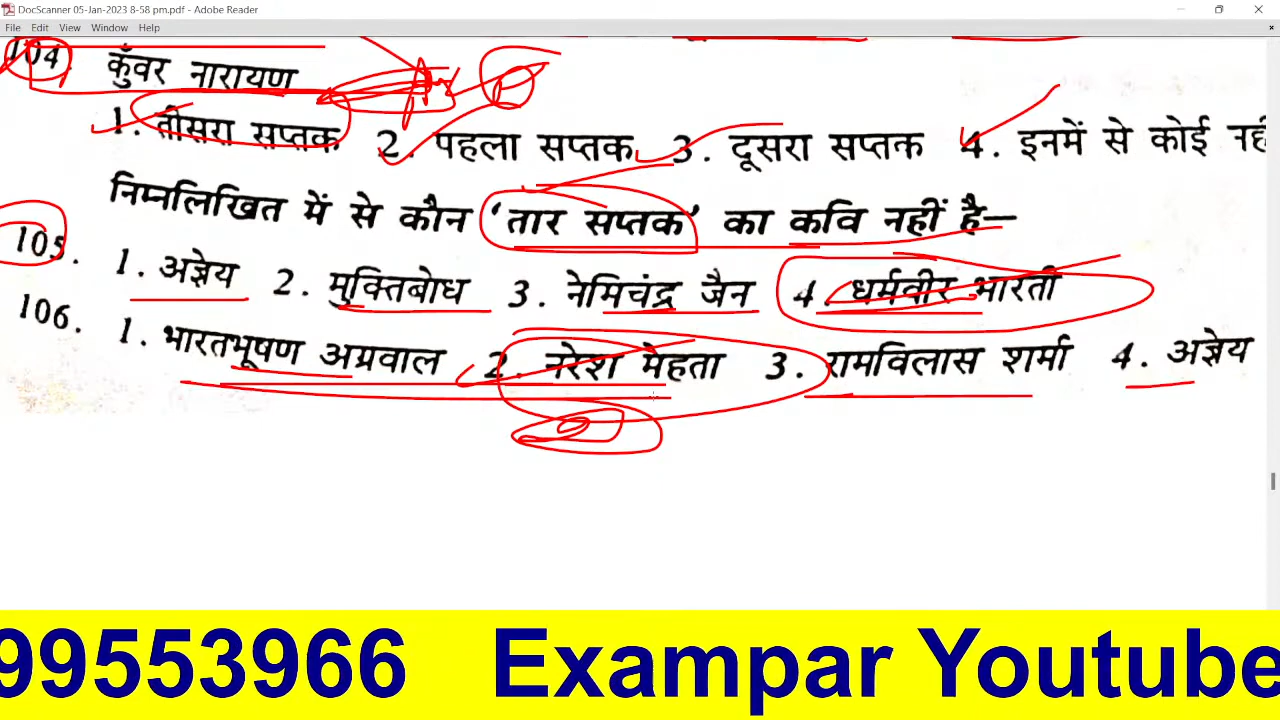 DocScanner 05-Jan-2023 8-58 pm.pdf - Adobe Reader
File Edit View Window Help
104. कुँवर नारायण
1. तीसरा सप्तक 2. पहला सप्तक 3. दूसरा सप्तक 4. इनमें से कोई नहीं
निम्नलिखित में से कौन ‘तार सप्तक’ का कवि नहीं है—
105. 1. अज्ञेय 2. मुक्तिबोध 3. नेमिचंद्र जैन 4. धर्मवीर भारती
106. 1. भारतभूषण अग्रवाल 2. नरेश मेहता 3. रामविलास शर्मा 4. अज्ञेय
99553966 Exampar Youtube